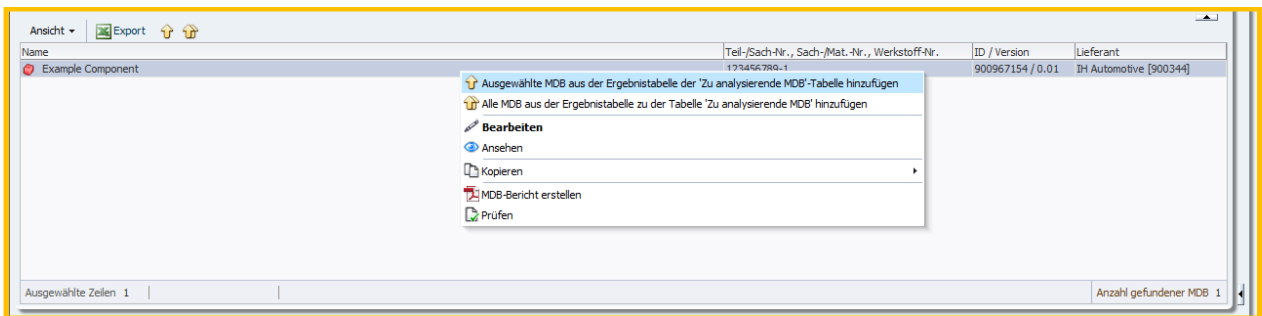 Ansicht Export
Name Teil-/Sach-Nr., Sach-/Mat.-Nr., Werkstoff-Nr. ID / Version Lieferant
Example Component 123456789-1 900967154 / 0.01 IH Automotive [900344]
Ausgewählte MDB aus der Ergebnistabelle der 'Zu analysierende MDB'-Tabelle hinzufügen
Alle MDB aus der Ergebnistabelle zu der Tabelle 'Zu analysierende MDB' hinzufügen
Bearbeiten
Ansehen
Kopieren
MDB-Bericht erstellen
Prüfen
Ausgewählte Zeilen 1 Anzahl gefundener MDB 1